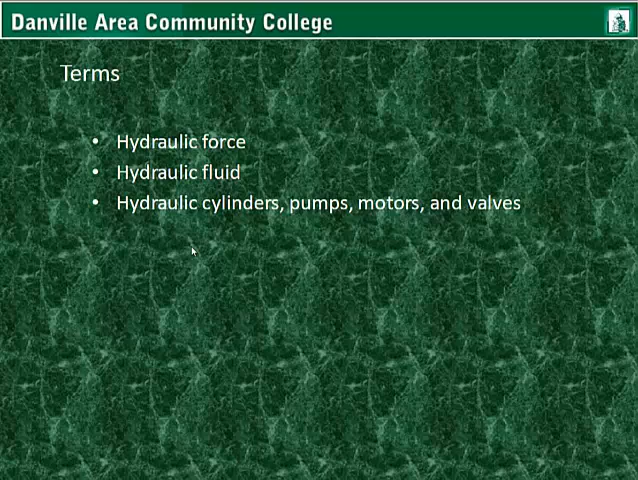 Danville Area Community College
Terms
• Hydraulic force
• Hydraulic fluid
• Hydraulic cylinders, pumps, motors, and valves